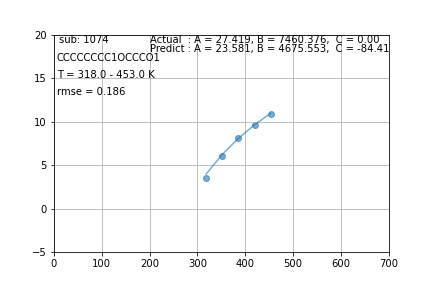 sub: 1074
Actual : A = 27.419, B = 7460.376, C = 0.00
Predict : A = 23.581, B = 4675.553, C = -84.41
CCCCCCCC1OCCCO1
T = 318.0 - 453.0 K
rmse = 0.186
20
15
10
5
0
−5
0 100 200 300 400 500 600 700